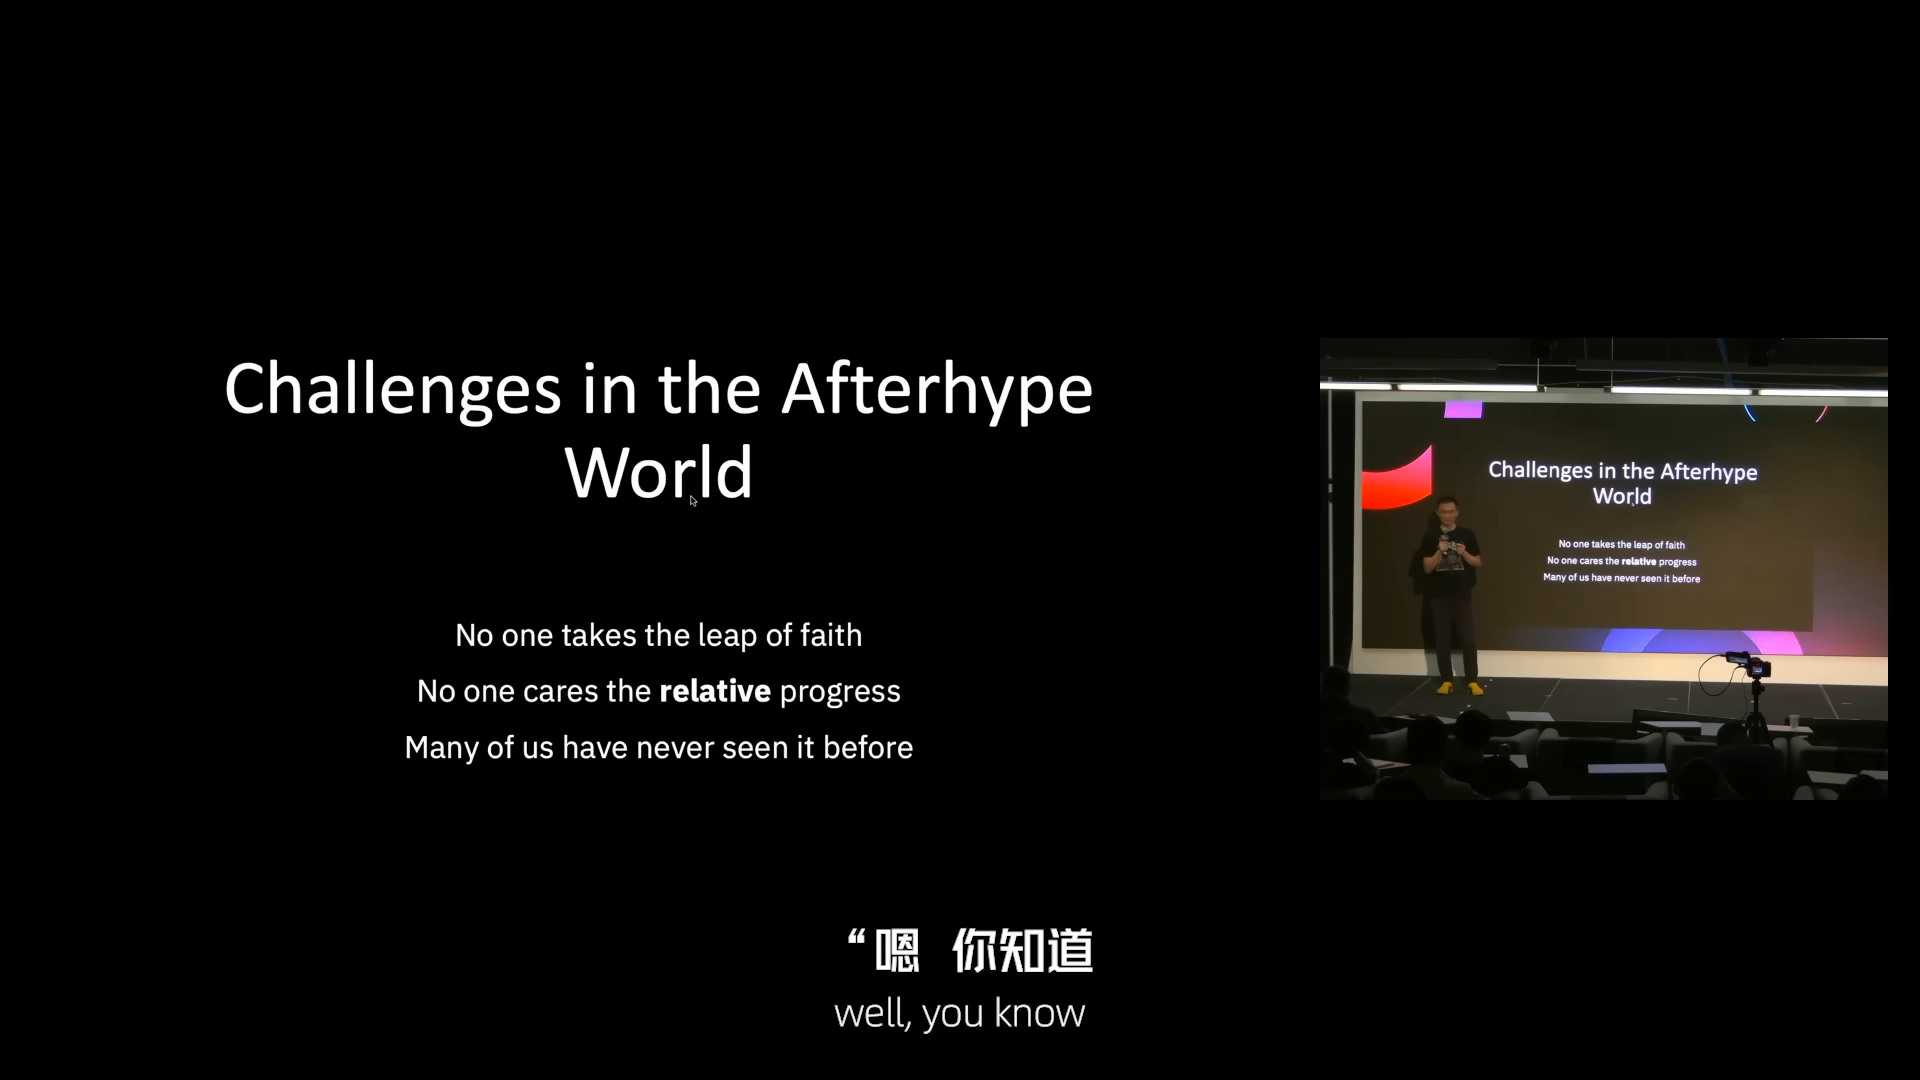 Challenges in the Afterhype
World
No one takes the leap of faith
No one cares the relative progress
Many of us have never seen it before
Challenges in the Afterhype
World
No one takes the leap of faith
No one cares the relative progress
Many of us have never seen it before
“嗯 你知道
well, you know